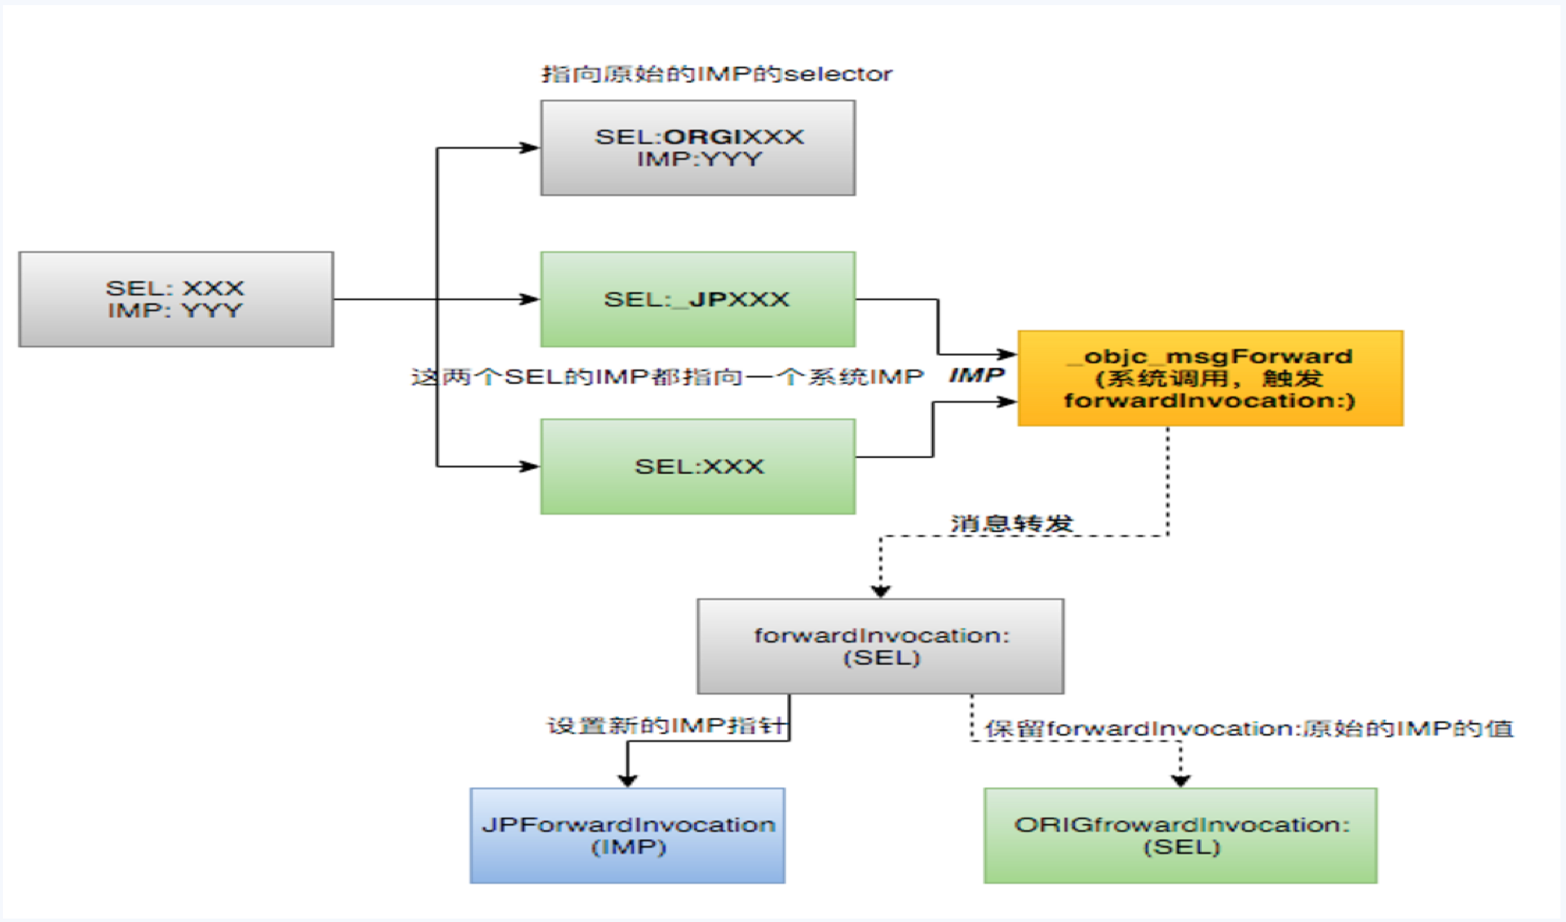 指向原始的IMP的selector
SEL:ORGIXXX
IMP:YYY
SEL: XXX
IMP: YYY
SEL:_JPXXX
这两个SEL的IMP都指向一个系统IMP
IMP
_objc_msgForward
(系统调用，触发
forwardInvocation:)
SEL:XXX
消息转发
forwardInvocation:
(SEL)
设置新的IMP指针
保留forwardInvocation:原始的IMP的值
JPForwardInvocation
(IMP)
ORIGfrowardInvocation:
(SEL)